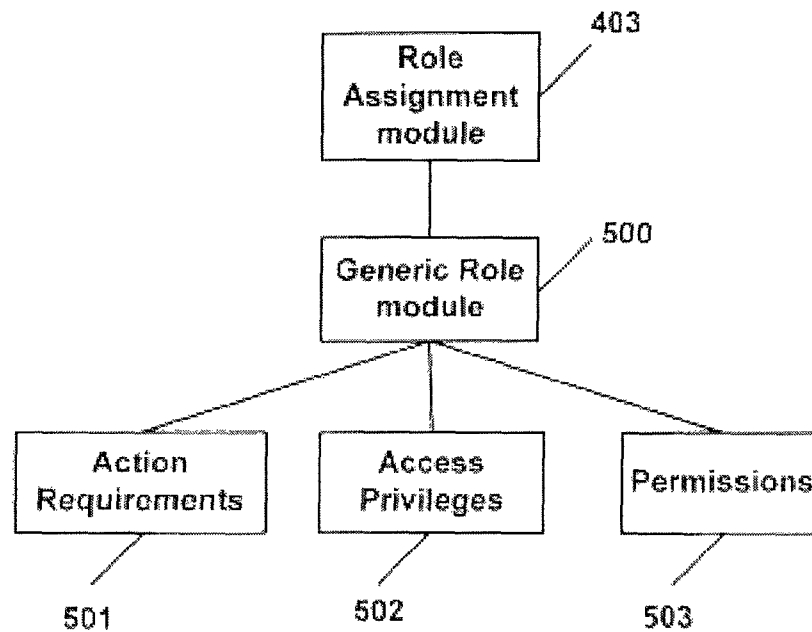 403
Role
Assignment
module
500
Generic Role
module
Action
Requirements
Access
Privileges
Permissions
501
502
503